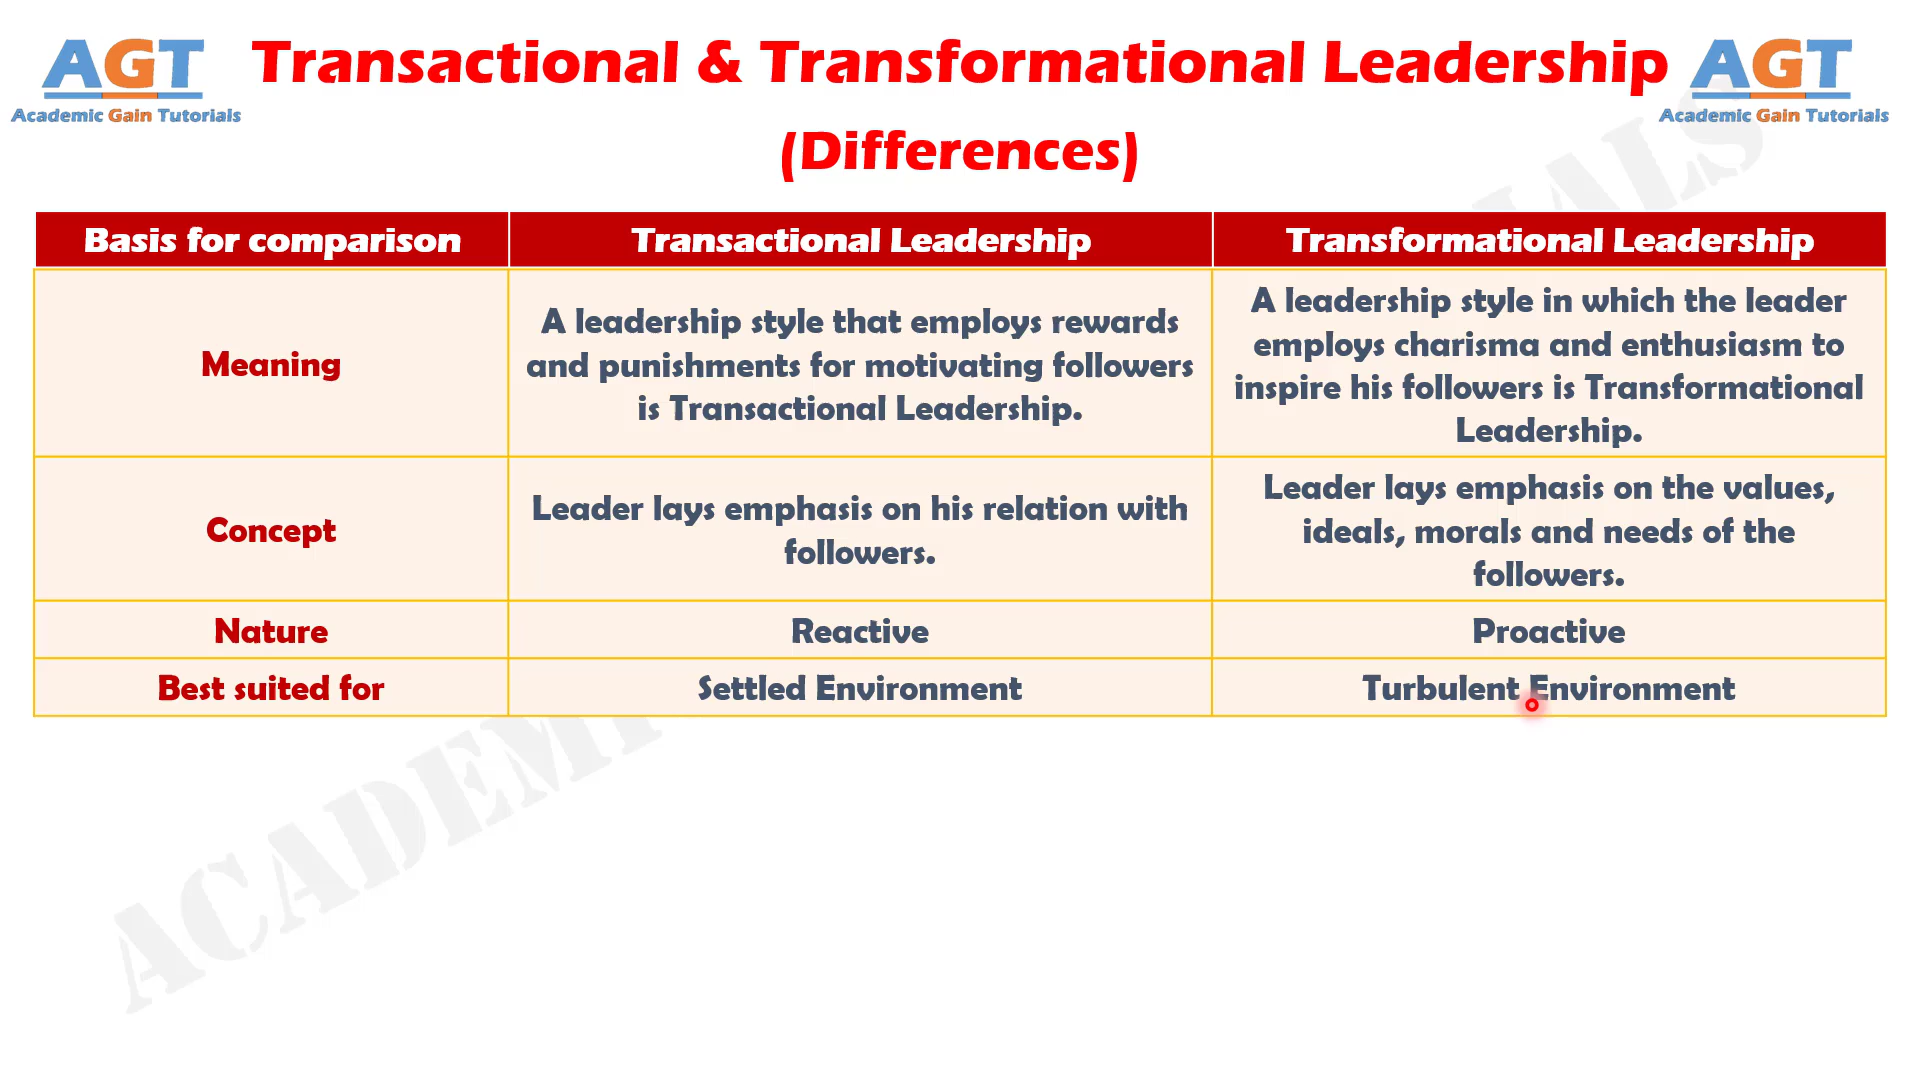 AGT
Academic Gain Tutorials
Transactional & Transformational Leadership
(Differences)
AGT
Academic Gain Tutorials
Basis for comparison
Transactional Leadership
Transformational Leadership
Meaning
A leadership style that employs rewards
and punishments for motivating followers
is Transactional Leadership.
A leadership style in which the leader
employs charisma and enthusiasm to
inspire his followers is Transformational
Leadership.
Concept
Leader lays emphasis on his relation with
followers.
Leader lays emphasis on the values,
ideals, morals and needs of the
followers.
Nature
Reactive
Proactive
Best suited for
Settled Environment
Turbulent Environment